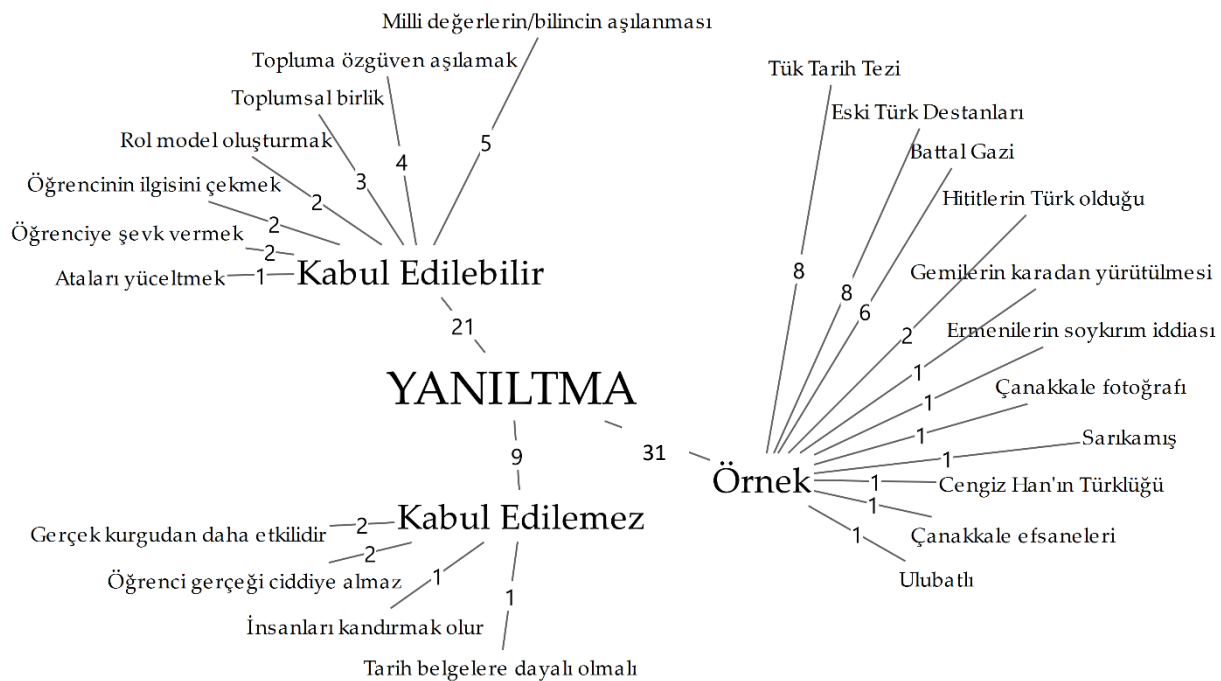 Milli değerlerin/bilincin aşılanması
5
Topluma özgüven aşılamak
4
Toplumsal birlik
3
Rol model oluşturmak
2
Öğrencinin ilgisini çekmek
2
Öğrenciye şevk vermek
2
Ataları yüceltmek
1
Kabul Edilebilir
21
YANILTMA
9
Kabul Edilemez
Gerçek kurgudan daha etkilidir
2
Öğrenci gerçeği ciddiye almaz
2
İnsanları kandırmak olur
1
Tarih belgelere dayalı olmalı
1
31
Örnek
Tük Tarih Tezi
8
Eski Türk Destanları
8
Battal Gazi
6
Hititlerin Türk olduğu
2
Gemilerin karadan yürütülmesi
1
Ermenilerin soykırım iddiası
1
Çanakkale fotoğrafı
1
Sarıkamış
1
Cengiz Han'ın Türklüğü
1
Çanakkale efsaneleri
1
Ulubatlı
1